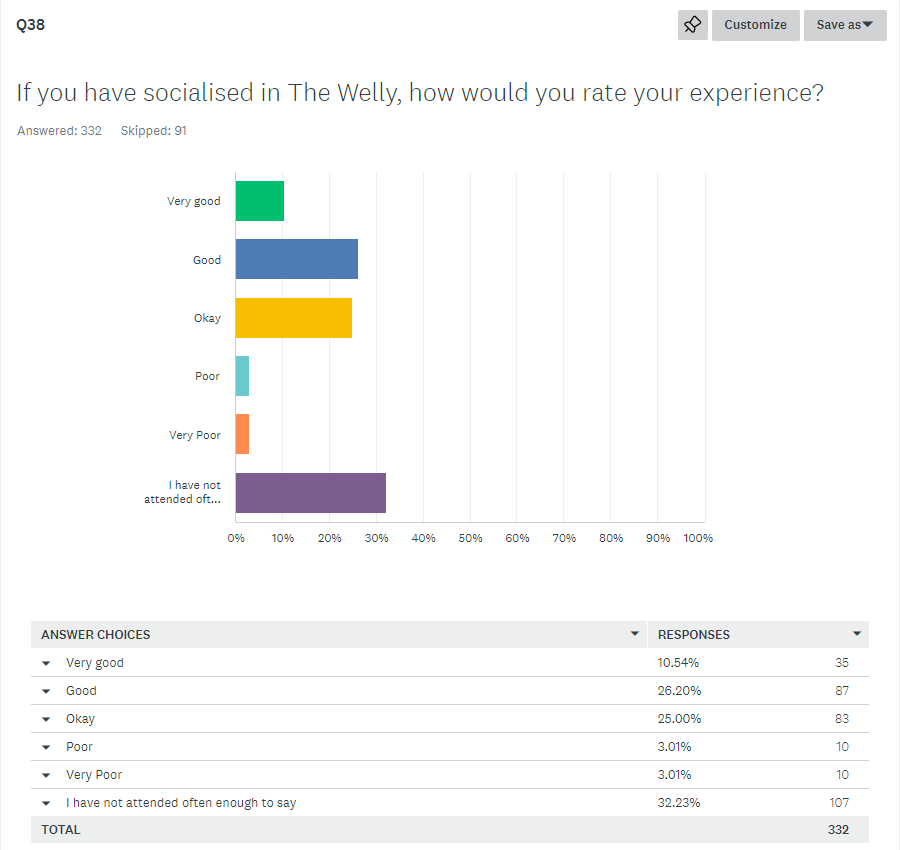 Q38
Customize
Save as
If you have socialised in The Welly, how would you rate your experience?
Answered: 332 Skipped: 91
Very good
Good
Okay
Poor
Very Poor
I have not
attended oft...
0% 10% 20% 30% 40% 50% 60% 70% 80% 90% 100%
ANSWER CHOICES RESPONSES
Very good 10.54% 35
Good 26.20% 87
Okay 25.00% 83
Poor 3.01% 10
Very Poor 3.01% 10
I have not attended often enough to say 32.23% 107
TOTAL 332